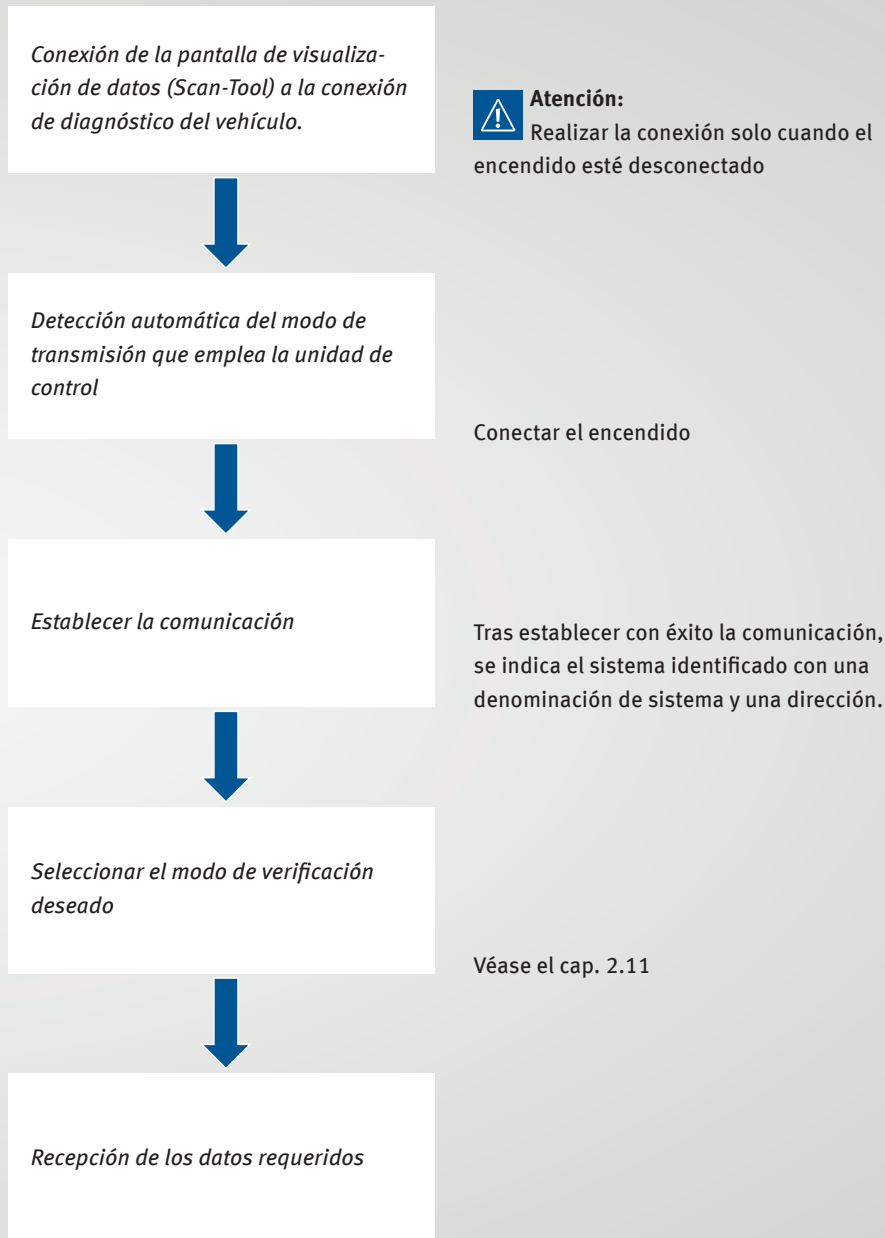 Conexión de la pantalla de visualiza-
ción de datos (Scan-Tool) a la conexión
de diagnóstico del vehículo.
Atención:
Realizar la conexión solo cuando el
encendido esté desconectado
Detección automática del modo de
transmisión que emplea la unidad de
control
Conectar el encendido
Establecer la comunicación
Tras establecer con éxito la comunicación,
se indica el sistema identificado con una
denominación de sistema y una dirección.
Seleccionar el modo de verificación
deseado
Véase el cap. 2.11
Recepción de los datos requeridos